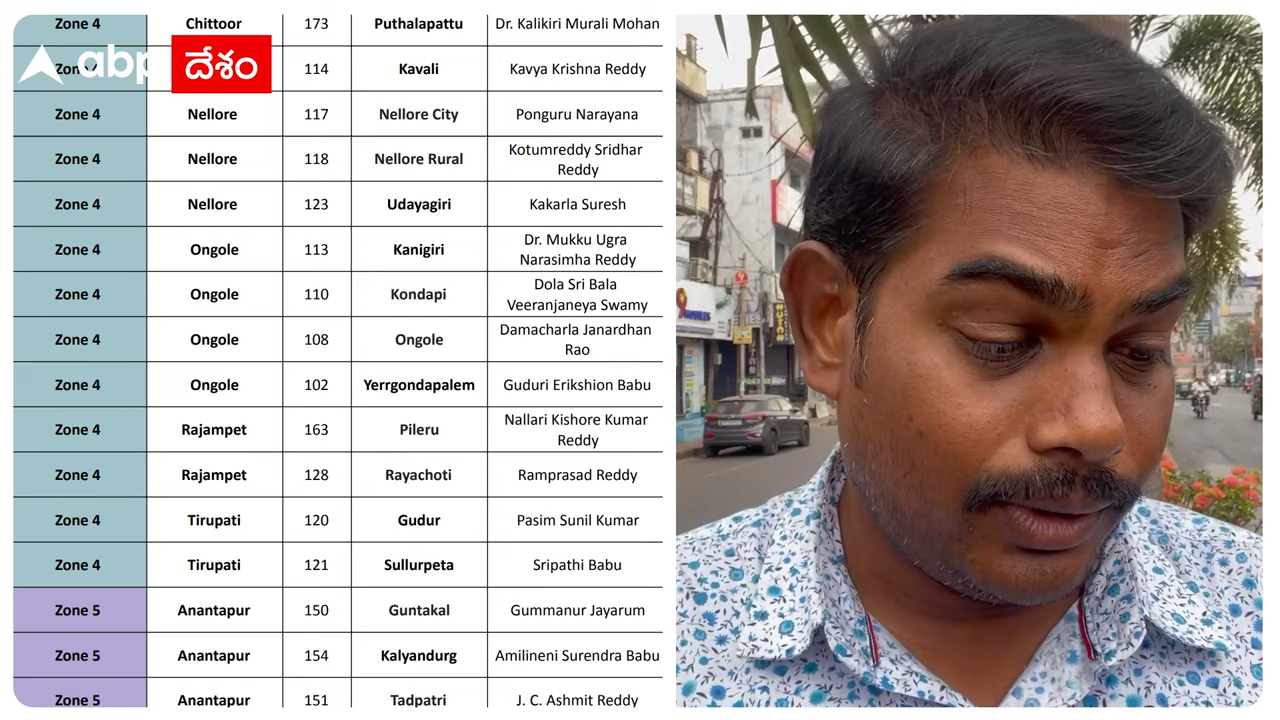 Zone 4 Chittoor 173 Puthalapattu Dr. Kalikiri Murali Mohan
abp దేశం
114 Kavali Kavya Krishna Reddy
Zone 4 Nellore 117 Nellore City Ponguru Narayana
Zone 4 Nellore 118 Nellore Rural Kotumreddy Sridhar
Reddy
Zone 4 Nellore 123 Udayagiri Kakarla Suresh
Zone 4 Ongole 113 Kanigiri Dr. Mukku Ugra
Narasimha Reddy
Zone 4 Ongole 110 Kondapi Dola Sri Bala
Veeranjaneya Swamy
Zone 4 Ongole 108 Ongole Damacharla Janardhan
Rao
Zone 4 Ongole 102 Yerrgondapalem Guduri Erikshion Babu
Zone 4 Rajampet 163 Pileru Nallari Kishore Kumar
Reddy
Zone 4 Rajampet 128 Rayachoti Ramprasad Reddy
Zone 4 Tirupati 120 Gudur Pasim Sunil Kumar
Zone 4 Tirupati 121 Sullurpeta Sripathi Babu
Zone 5 Anantapur 150 Guntakal Gummanur Jayarum
Zone 5 Anantapur 154 Kalyandurg Amilineni Surendra Babu
Zone 5 Anantapur 151 Tadpatri J. C. Ashmit Reddy